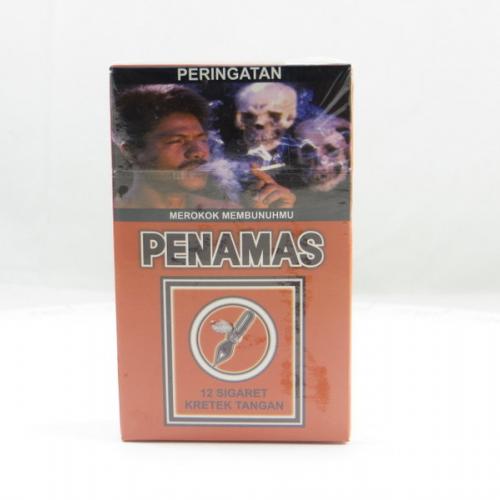 PERINGATAN
MEROKOK MEMBUNUHMU
PENAMAS
12 SIGARET
KRETEK TANGAN